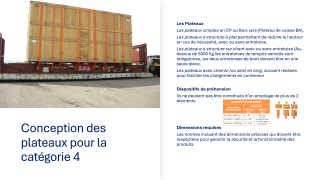 Conception des
plateaux pour la
catégorie 4
Les Plateaux
Les plateaux simples en CP ou Bois scié (Plateau de caisse BA),
Les plateaux à structure à plat permettent de réduire la hauteur
en cas de nécessité, avec ou sans entretoise,
Les plateaux à structure sur chant avec ou sans entretoise (Au
dessus de 5000 Kg les entretoises de remplis semelle sont
obligatoires, les deux entretoises de bout doivent être en une
seule pièce.
Les plateaux avec chemin (ou rails) en long, souvent réalisés
pour faciliter les chargements en conteneur
Dispositifs de préhension
Ils ne peuvent pas être constitués d'un empilage de plus de 2
éléments
Dimensions requises
Les normes incluent des dimensions précises qui doivent être
respectées pour garantir la sécurité et la fonctionnalité des
produits.